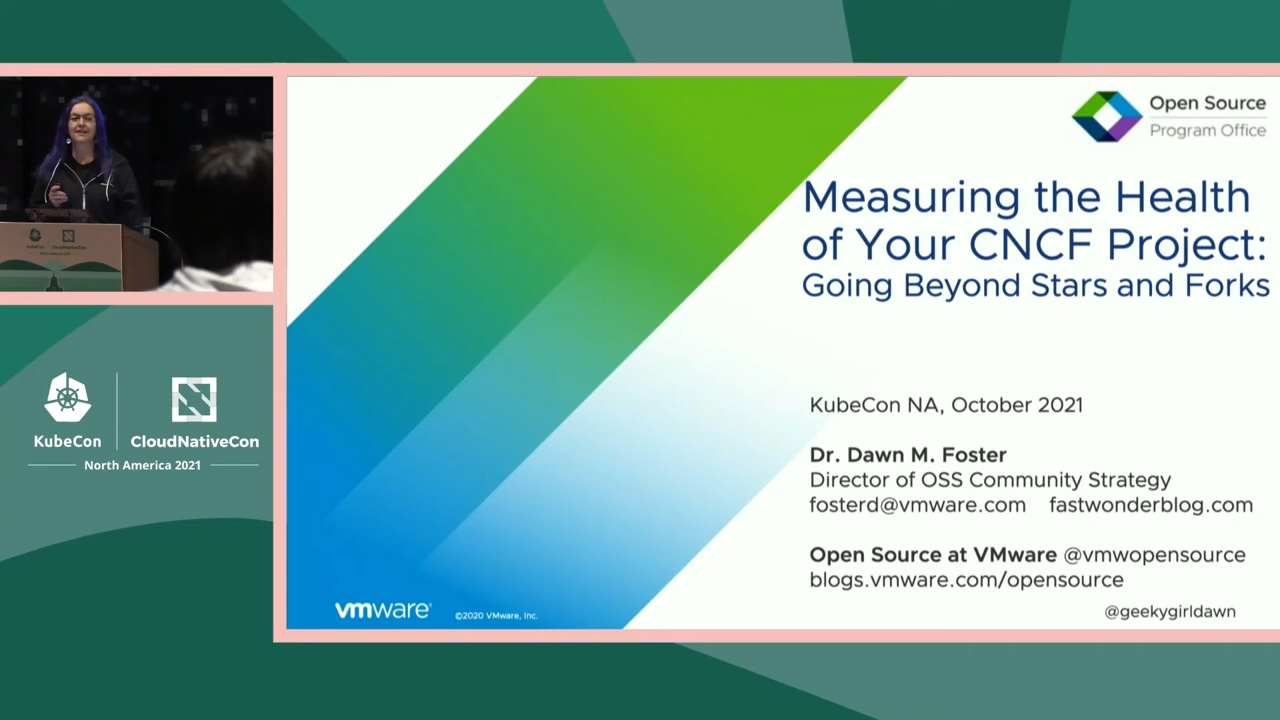 Open Source
Program Office
Measuring the Health
of Your CNCF Project:
Going Beyond Stars and Forks
KubeCon NA, October 2021
Dr. Dawn M. Foster
Director of OSS Community Strategy
fosterd@vmware.com fastwonderblog.com
Open Source at VMware @vmwopensource
blogs.vmware.com/opensource
@geekygirldawn
vmware®
©2020 VMware, Inc.
KubeCon CloudNativeCon
KubeCon CloudNativeCon
North America 2021